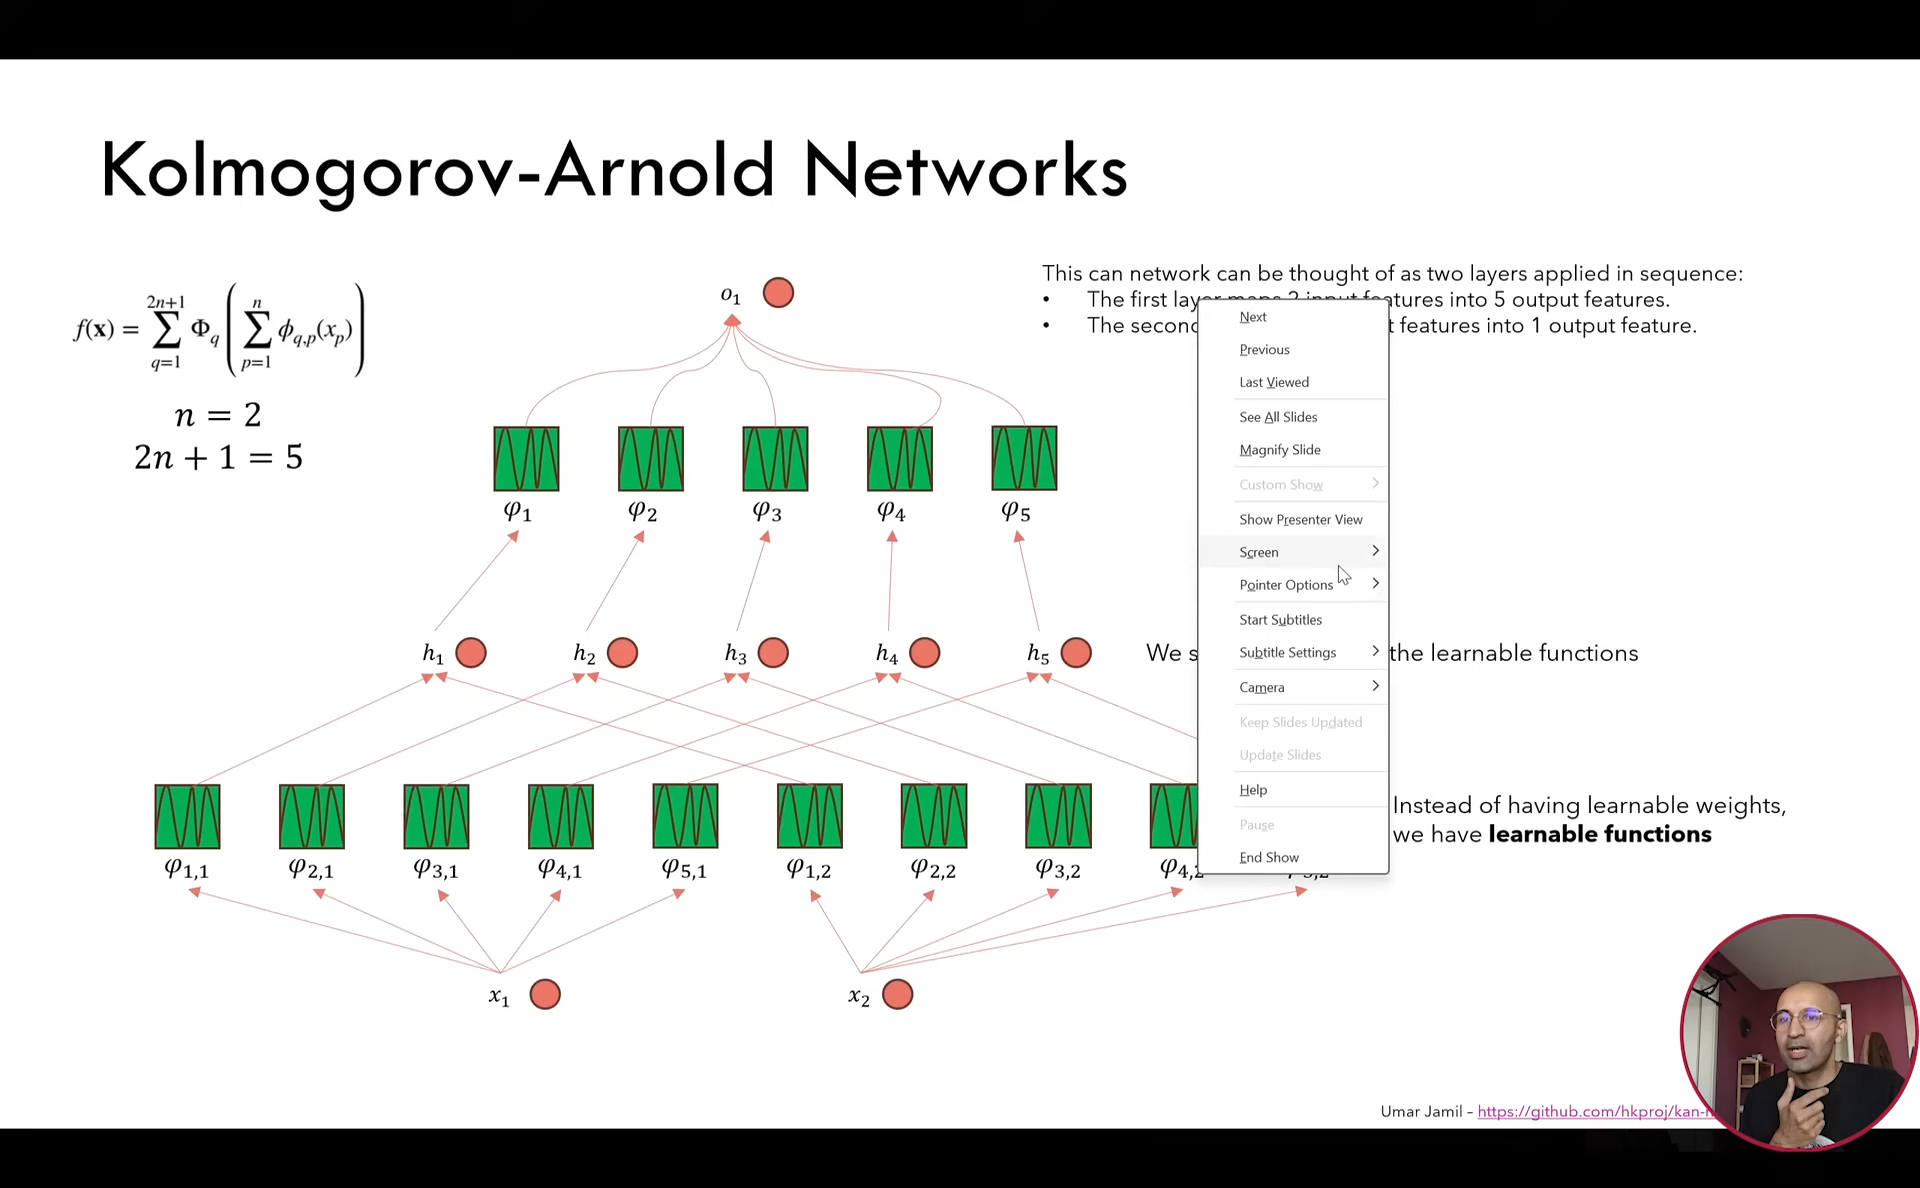 Kolmogorov-Arnold Networks
f(x) = ∑_{q=1}^{2n+1} Φ_q ( ∑_{p=1}^{n} ϕ_{q,p}(x_p) )
n = 2
2n + 1 = 5
This can network can be thought of as two layers applied in sequence:
• The first features into 5 output features.
• The features into 1 output feature.
o₁
φ₁ φ₂ φ₃ φ₄ φ₅
h₁ h₂ h₃ h₄ h₅
We the learnable functions
Instead of having learnable weights,
we have learnable functions
φ₁,₁ φ₂,₁ φ₃,₁ φ₄,₁ φ₅,₁ φ₁,₂ φ₂,₂ φ₃,₂ φ₄,₂
x₁ x₂
Next
Previous
Last Viewed
See All Slides
Magnify Slide
Custom Show
Show Presenter View
Screen
Pointer Options
Start Subtitles
Subtitle Settings
Camera
Keep Slides Updated
Update Slides
Help
Pause
End Show
Umar Jamil – https://github.com/hkproj/kan-